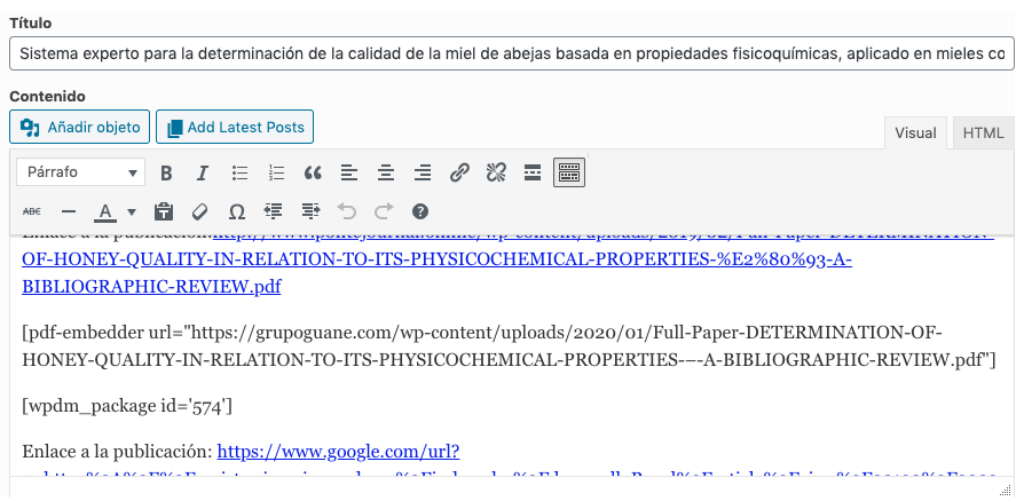 Título
Sistema experto para la determinación de la calidad de la miel de abejas basada en propiedades fisicoquímicas, aplicado en mieles co
Contenido
Añadir objeto Add Latest Posts
Visual HTML
Párrafo B I
ABE A Ω
Enlace a la publicación:
OF-HONEY-QUALITY-IN-RELATION-TO-ITS-PHYSICOCHEMICAL-PROPERTIES-%E2%80%93-A-
BIBLIOGRAPHIC-REVIEW.pdf
[pdf-embedder url="https://grupoguane.com/wp-content/uploads/2020/01/Full-Paper-DETERMINATION-OF-
HONEY-QUALITY-IN-RELATION-TO-ITS-PHYSICOCHEMICAL-PROPERTIES-–-A-BIBLIOGRAPHIC-REVIEW.pdf"]
[wpdm_package id='574']
Enlace a la publicación: https://www.google.com/url?